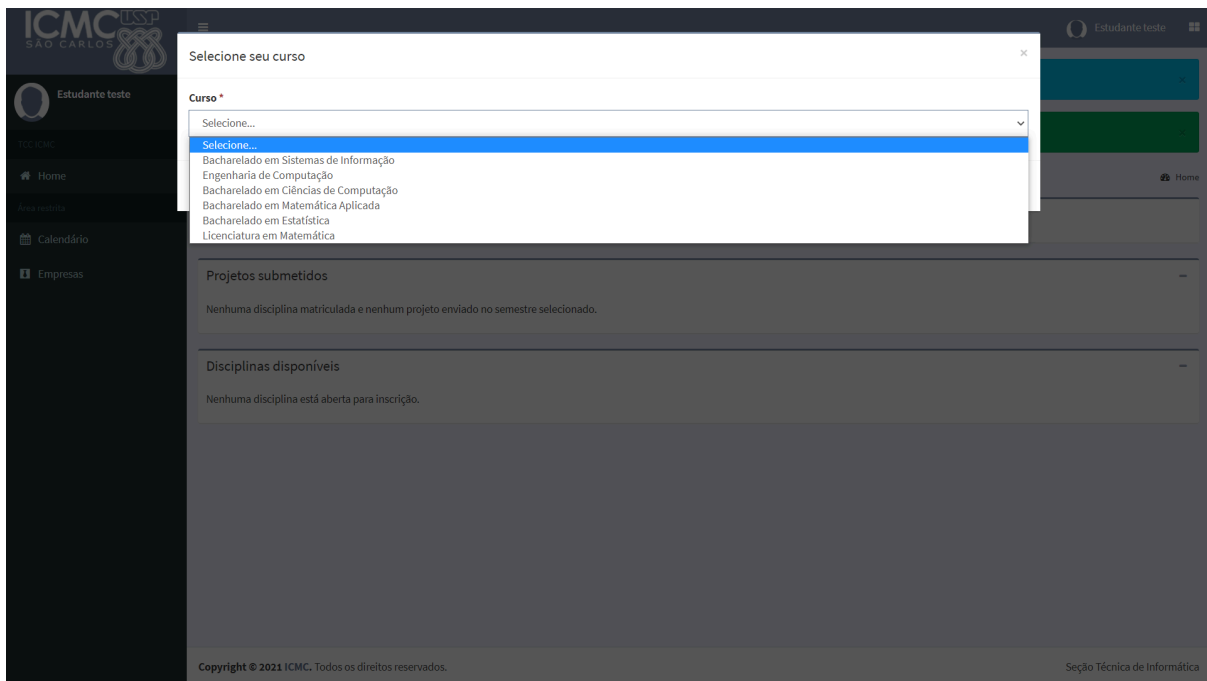 ICMC USP
SÃO CARLOS
Estudante teste
Selecione seu curso
×
Curso *
Selecione...
Selecione...
Bacharelado em Sistemas de Informação
Engenharia de Computação
Bacharelado em Ciências de Computação
Bacharelado em Matemática Aplicada
Bacharelado em Estatística
Licenciatura em Matemática
Estudante teste
TCC ICMC
Home
Área restrita
Calendário
Empresas
Home
Projetos submetidos
Nenhuma disciplina matriculada e nenhum projeto enviado no semestre selecionado.
Disciplinas disponíveis
Nenhuma disciplina está aberta para inscrição.
Copyright © 2021 ICMC. Todos os direitos reservados.
Seção Técnica de Informática